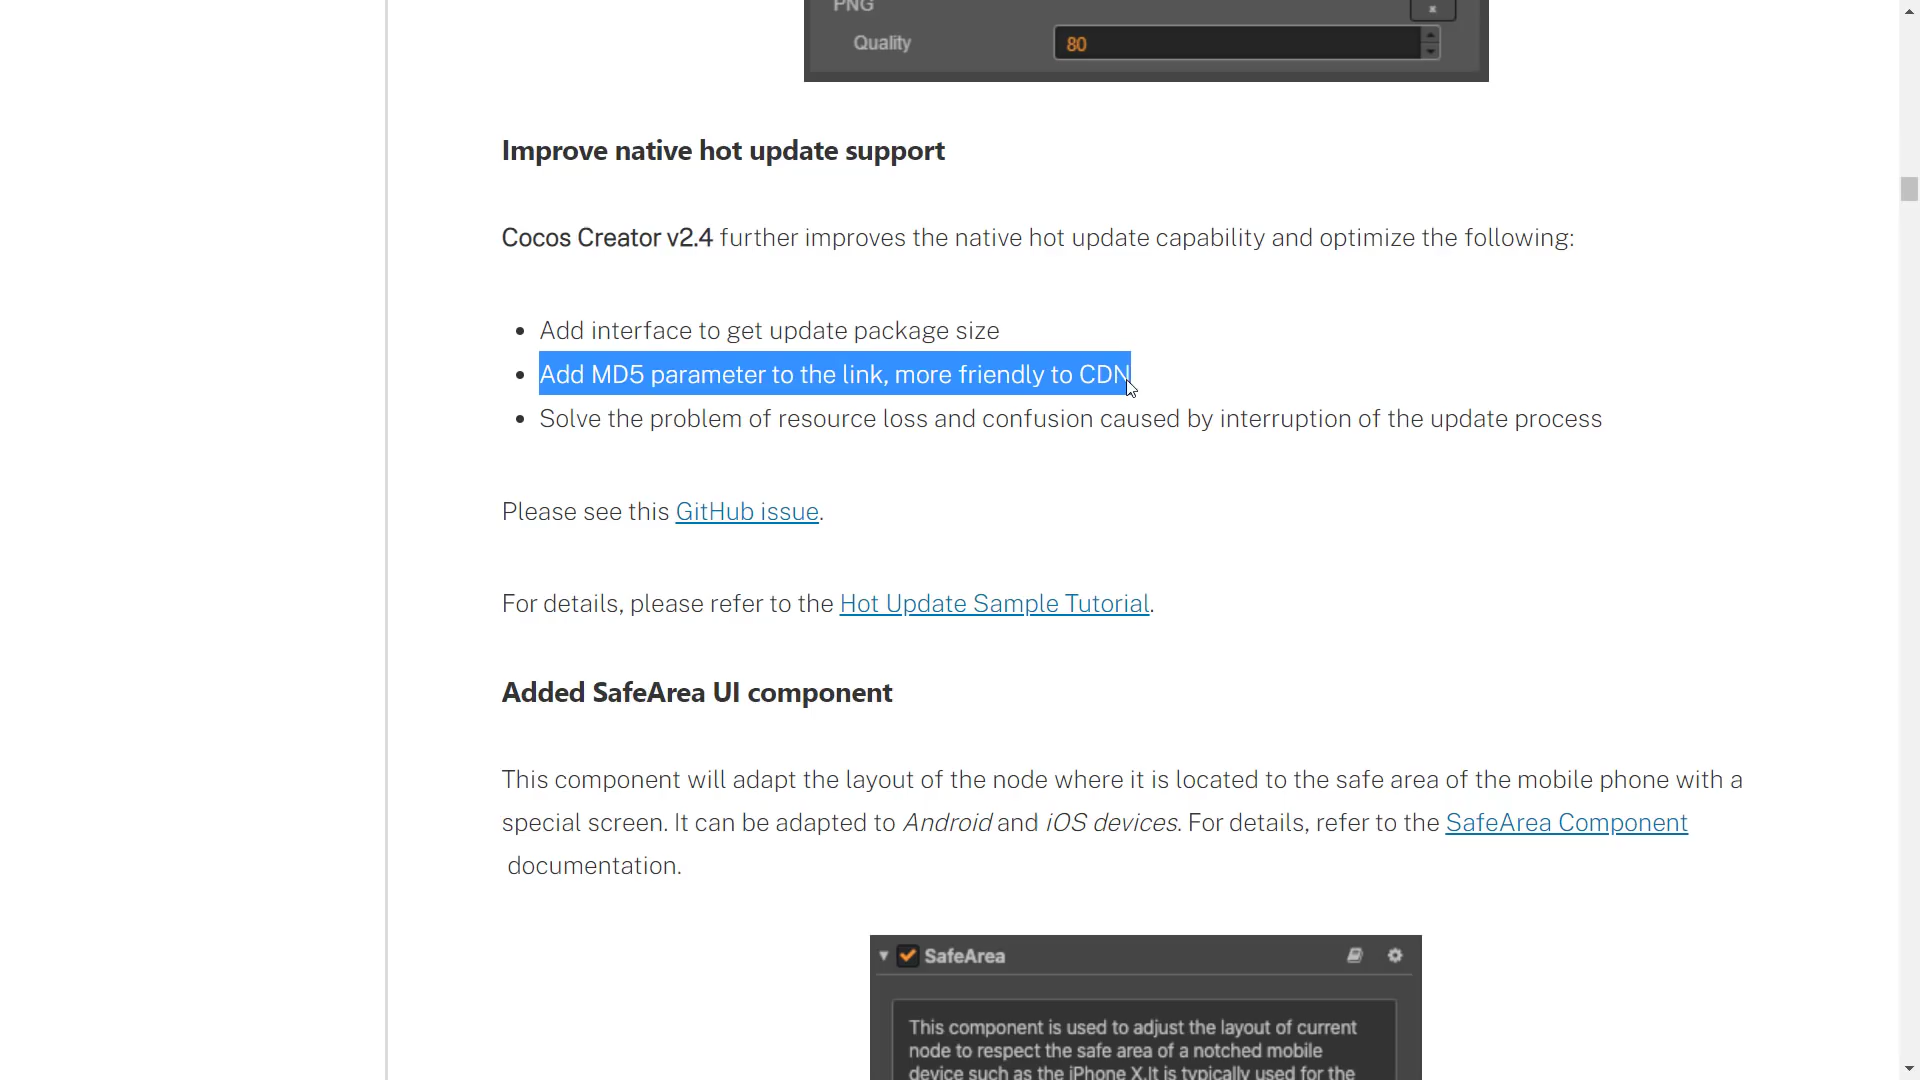 PNG
Quality
80
Improve native hot update support
Cocos Creator v2.4 further improves the native hot update capability and optimize the following:
• Add interface to get update package size
• Add MD5 parameter to the link, more friendly to CDN
• Solve the problem of resource loss and confusion caused by interruption of the update process
Please see this GitHub issue.
For details, please refer to the Hot Update Sample Tutorial.
Added SafeArea UI component
This component will adapt the layout of the node where it is located to the safe area of the mobile phone with a
special screen. It can be adapted to Android and iOS devices. For details, refer to the SafeArea Component
documentation.
SafeArea
This component is used to adjust the layout of current
node to respect the safe area of a notched mobile
device such as the iPhone X.It is typically used for the